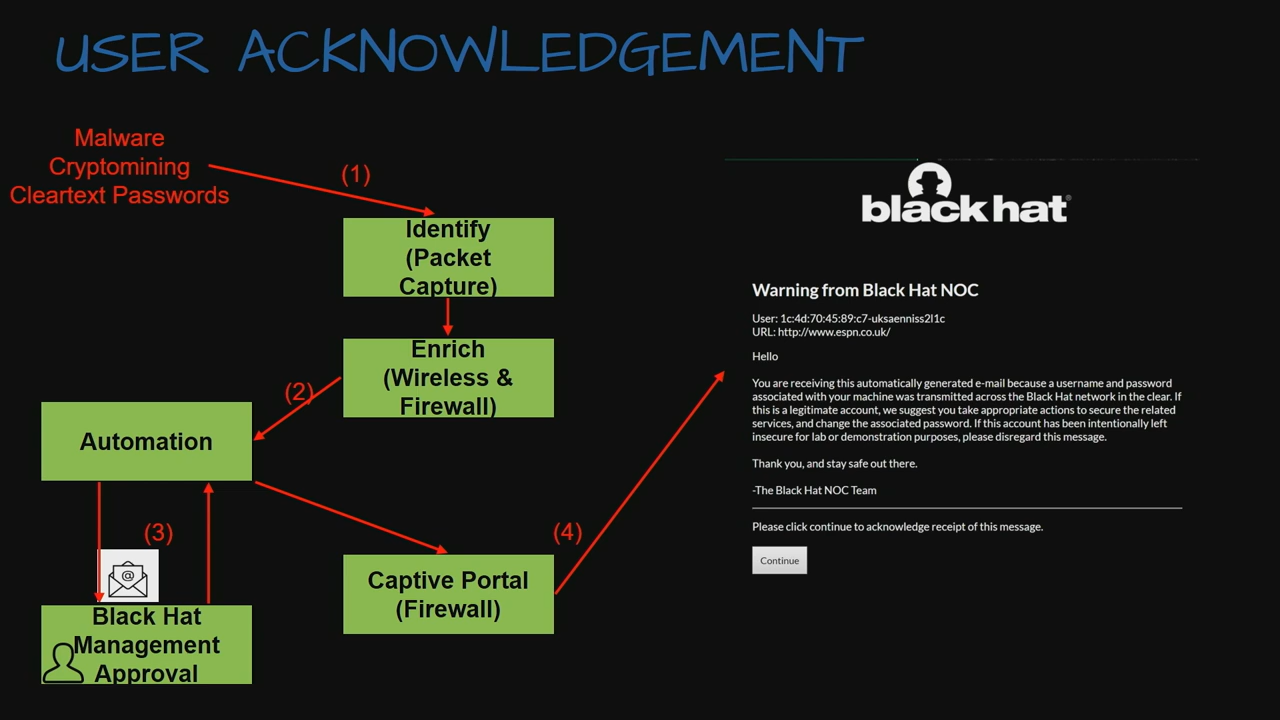 USER ACKNOWLEDGEMENT
Malware
Cryptomining
Cleartext Passwords
(1)
Identify
(Packet
Capture)
Enrich
(Wireless &
Firewall)
(2)
Automation
(3)
@
Black Hat
Management
Approval
Captive Portal
(Firewall)
(4)
black hat®
Warning from Black Hat NOC
User: 1c:4d:70:45:89:c7-uksaenniss2l1c
URL: http://www.espn.co.uk/
Hello
You are receiving this automatically generated e-mail because a username and password
associated with your machine was transmitted across the Black Hat network in the clear. If
this is a legitimate account, we suggest you take appropriate actions to secure the related
services, and change the associated password. If this account has been intentionally left
insecure for lab or demonstration purposes, please disregard this message.
Thank you, and stay safe out there.
-The Black Hat NOC Team
Please click continue to acknowledge receipt of this message.
Continue